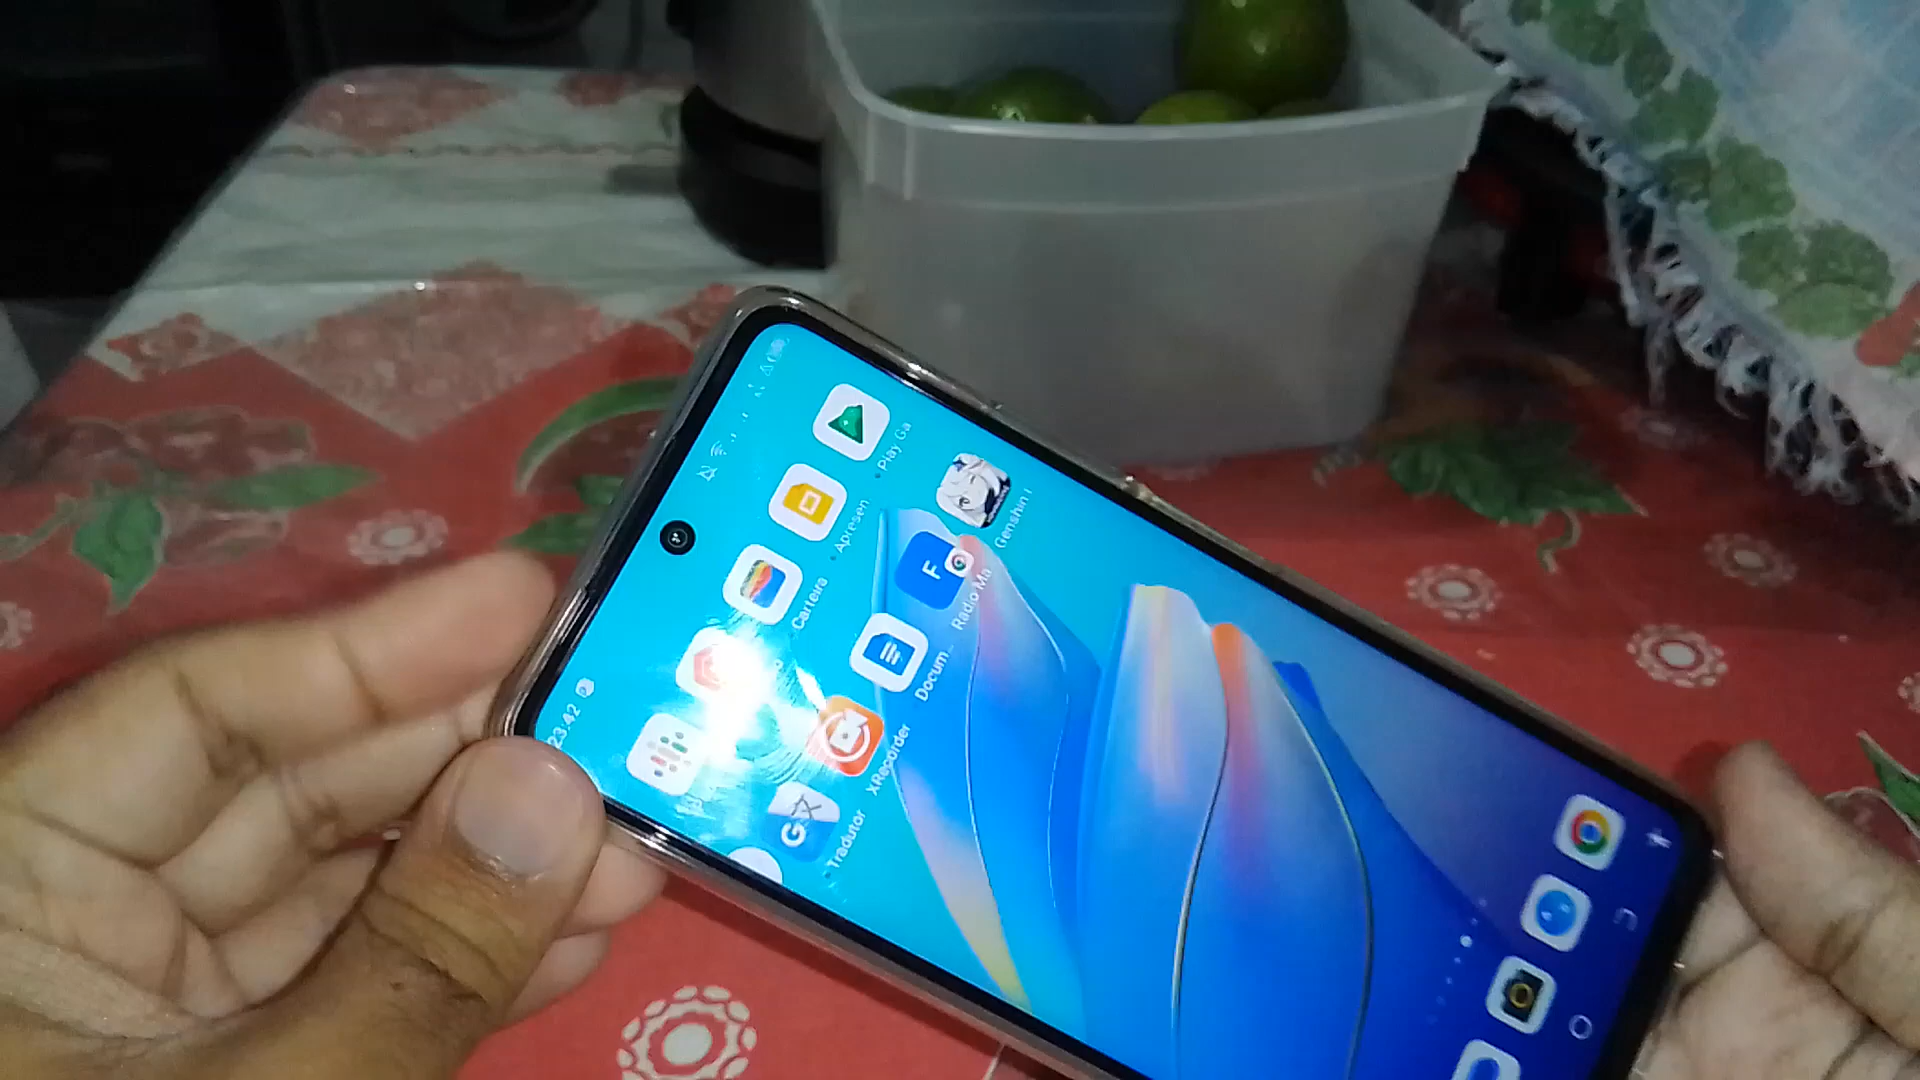 23:42
Carteira
Apresen
Play Ga
Tradutor
XRecorder
Docum...
F
Radio Ma
Genshin I
G